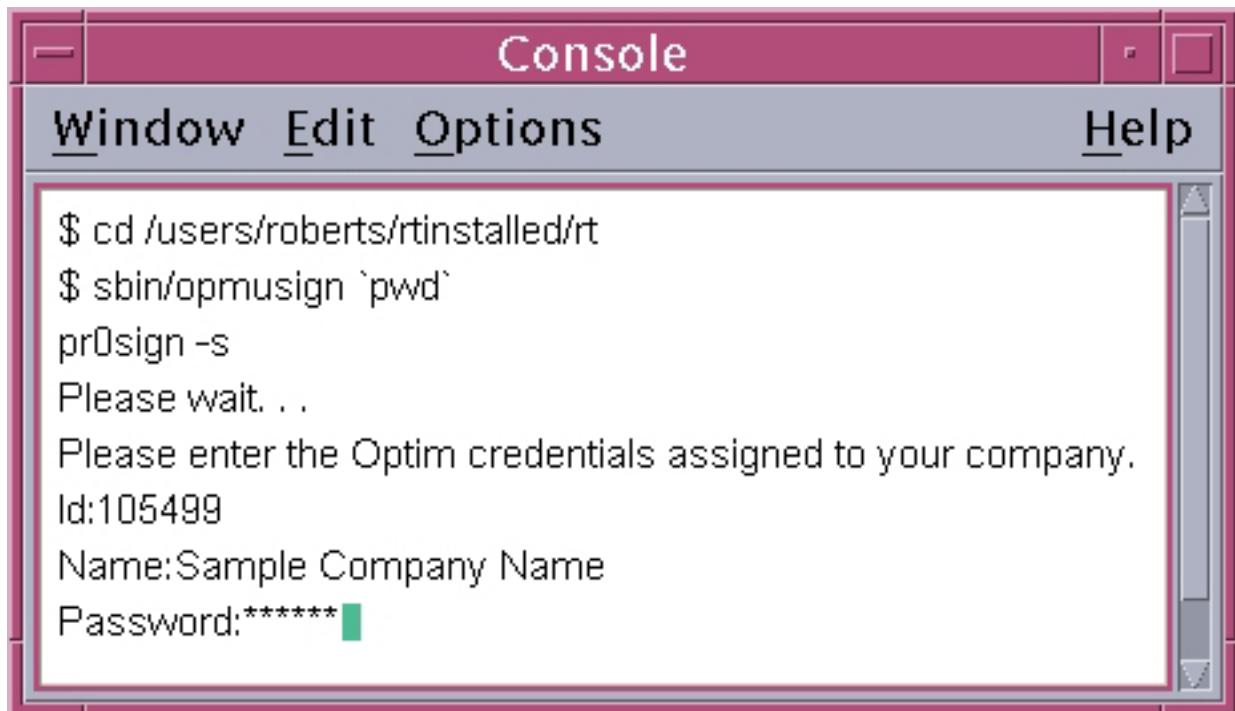 Console
Window Edit Options Help
$ cd /users/roberts/rtinstalled/rt
$ sbin/opmusign `pwd`
pr0sign -s
Please wait. . .
Please enter the Optim credentials assigned to your company.
Id:105499
Name:Sample Company Name
Password:******